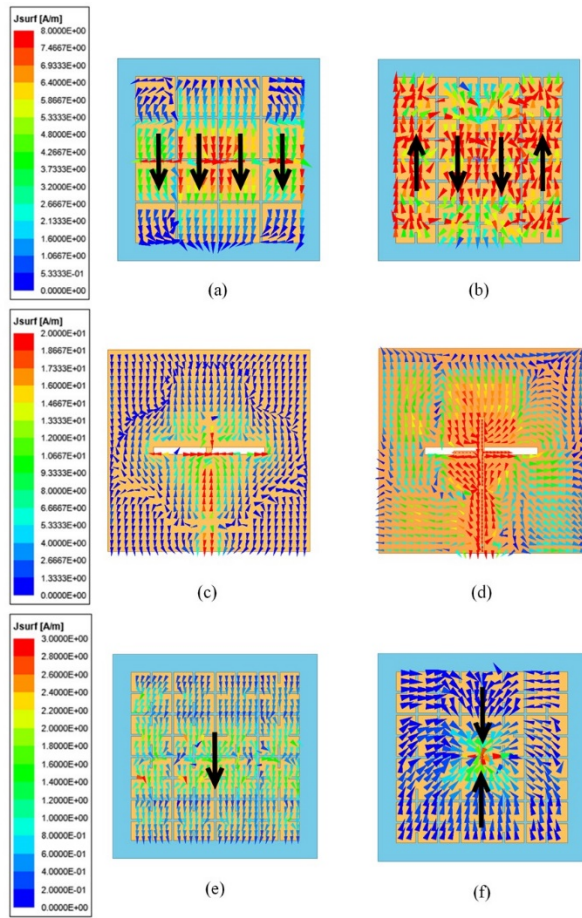 Jsurf [A/m]
8.0000E+00
7.4667E+00
6.9333E+00
6.4000E+00
5.8667E+00
5.3333E+00
4.8000E+00
4.2667E+00
3.7333E+00
3.2000E+00
2.6667E+00
2.1333E+00
1.6000E+00
1.0667E+00
5.3333E-01
0.0000E+00
(a)
(b)
Jsurf [A/m]
2.0000E+01
1.8667E+01
1.7333E+01
1.6000E+01
1.4667E+01
1.3333E+01
1.2000E+01
1.0667E+01
9.3333E+00
8.0000E+00
6.6667E+00
5.3333E+00
4.0000E+00
2.6667E+00
1.3333E+00
0.0000E+00
(c)
(d)
Jsurf [A/m]
3.0000E+00
2.8000E+00
2.6000E+00
2.4000E+00
2.2000E+00
2.0000E+00
1.8000E+00
1.6000E+00
1.4000E+00
1.2000E+00
1.0000E+00
8.0000E-01
6.0000E-01
4.0000E-01
2.0000E-01
0.0000E+00
(e)
(f)